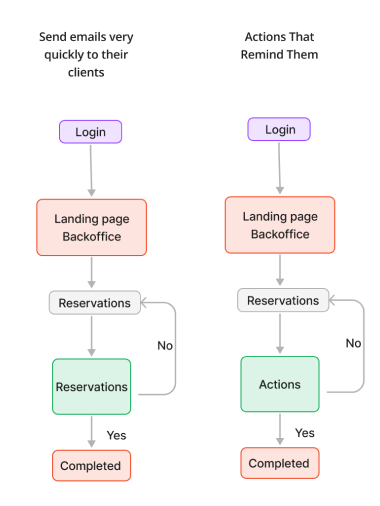 Send emails very
quickly to their
clients
Login
Landing page
Backoffice
Reservations
No
Reservations
Yes
Completed
Actions That
Remind Them
Login
Landing page
Backoffice
Reservations
No
Actions
Yes
Completed